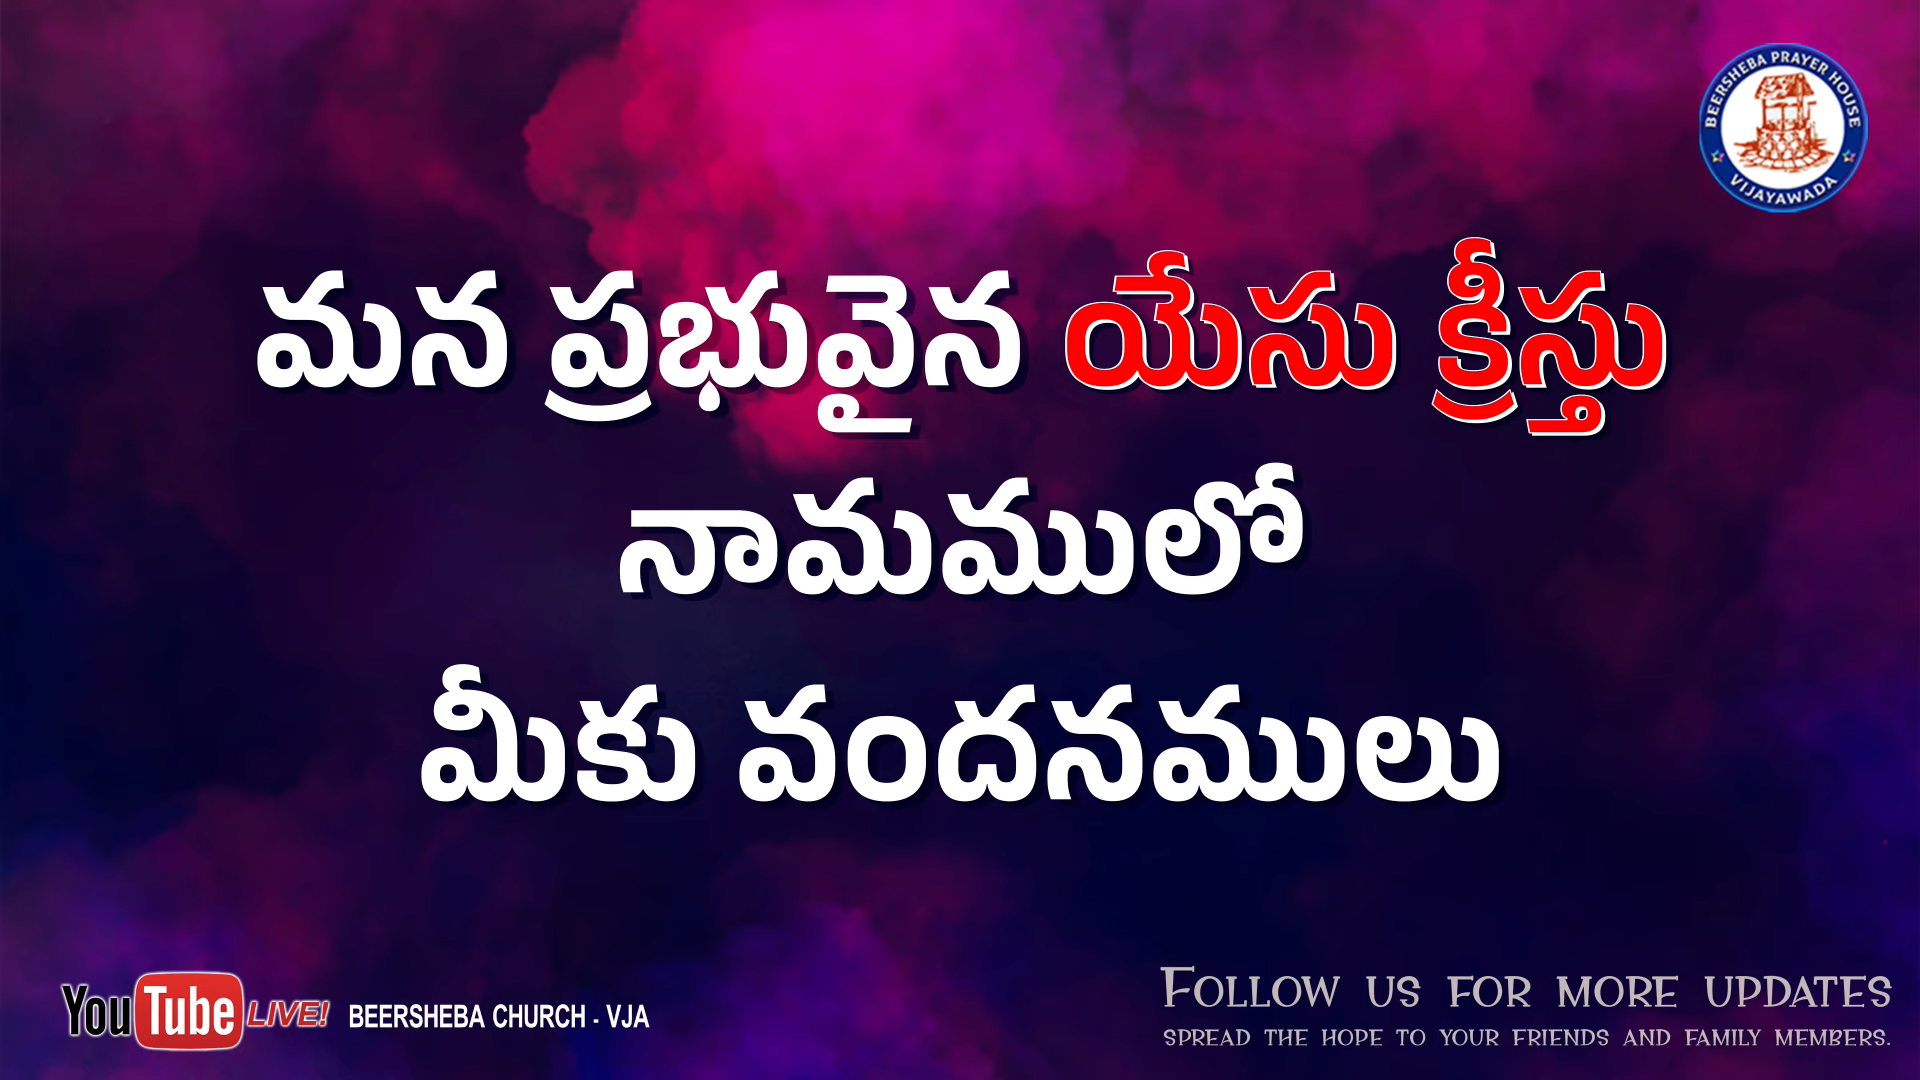 BEERSHEBA PRAYER HOUSE
VIJAYAWADA
మన ప్రభువైన యేసు క్రీస్తు
నామములో
మీకు వందనములు
YouTube LIVE! BEERSHEBA CHURCH - VJA
FOLLOW US FOR MORE UPDATES
SPREAD THE HOPE TO YOUR FRIENDS AND FAMILY MEMBERS.